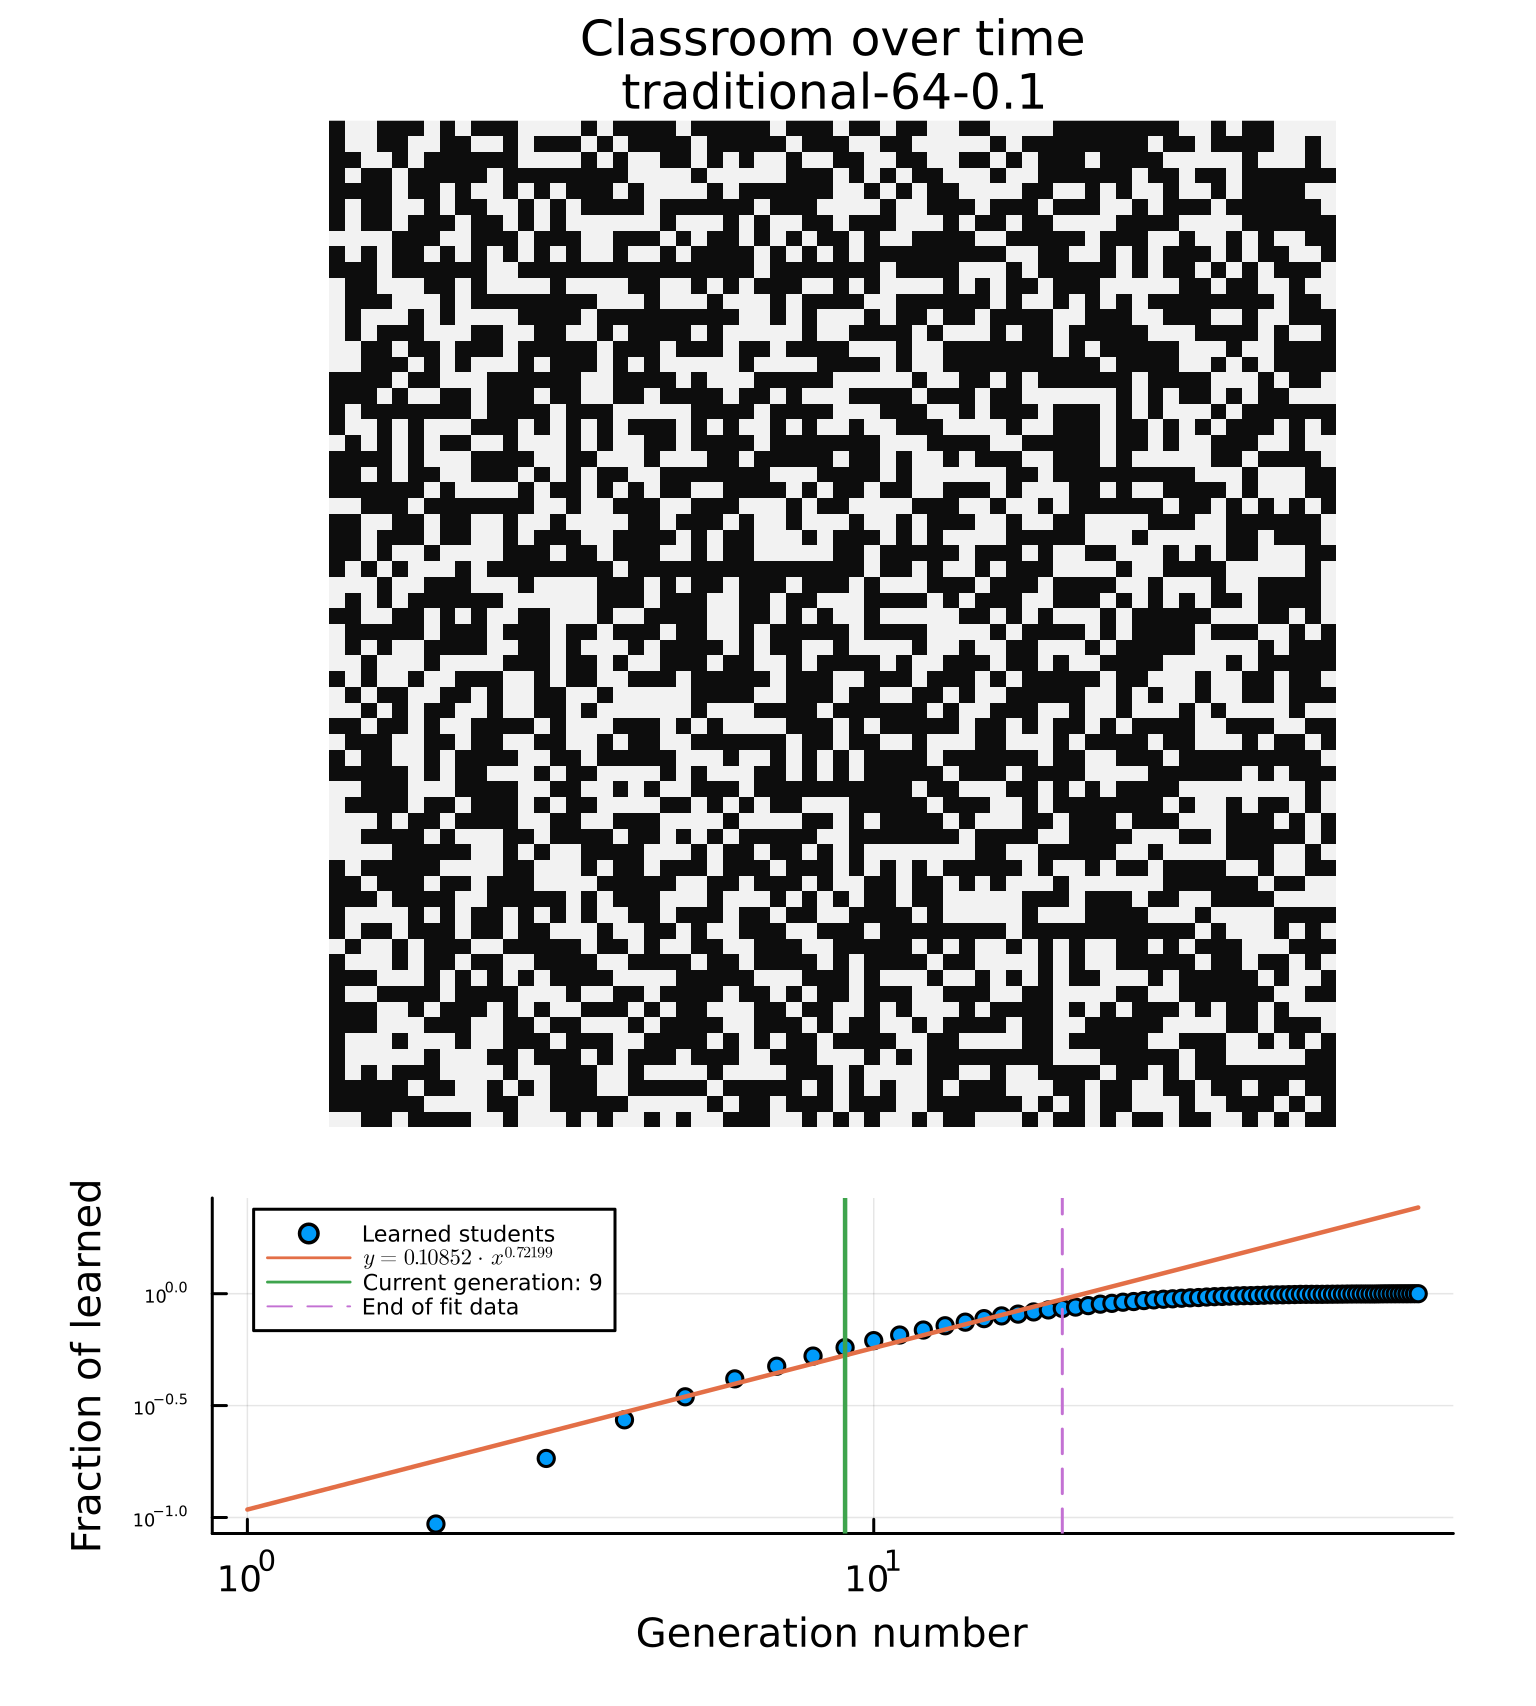 Classroom over time
traditional-64-0.1
Fraction of learned
Learned students
y = 0.10852 · x^0.72199
Current generation: 9
End of fit data
10^0.0
10^−0.5
10^−1.0
10^0
10^1
Generation number